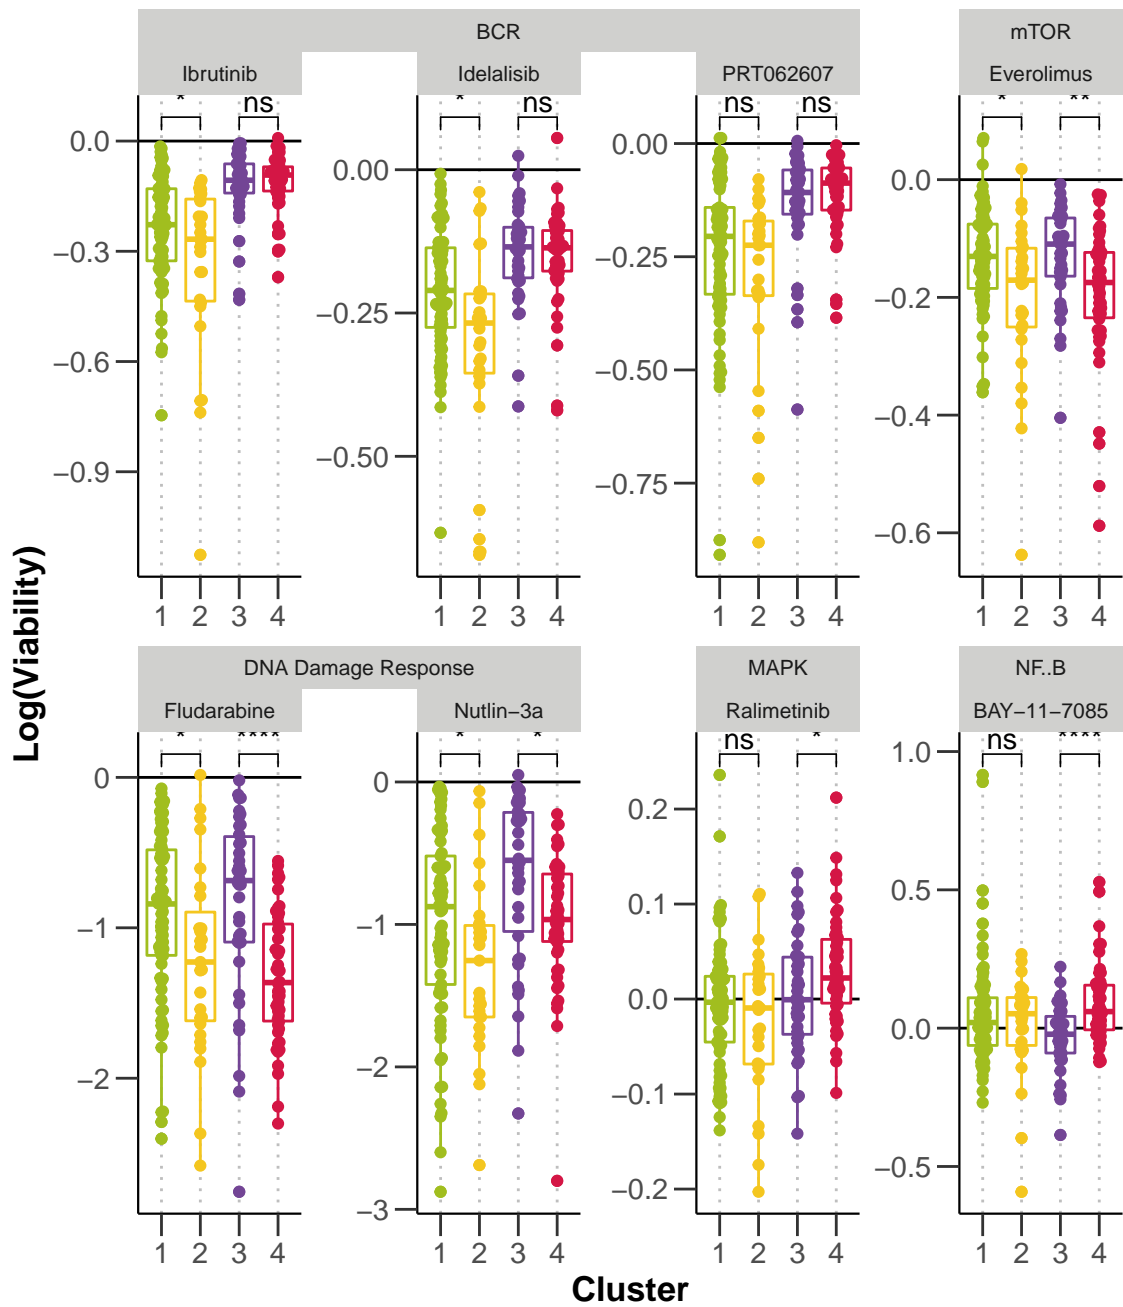 BCR
mTOR
Ibrutinib
Idelalisib
PRT062607
Everolimus
* ns
* ns
ns ns
* **
0.0
−0.3
−0.6
−0.9
0.00
−0.25
−0.50
0.00
−0.25
−0.50
−0.75
0.0
−0.2
−0.4
−0.6
1 2 3 4
1 2 3 4
1 2 3 4
1 2 3 4
Log(Viability)
DNA Damage Response
MAPK
NF..B
Fludarabine
Nutlin−3a
Ralimetinib
BAY−11−7085
* ****
* *
ns *
ns ****
0
−1
−2
0
−1
−2
−3
0.2
0.1
0.0
−0.1
−0.2
1.0
0.5
0.0
−0.5
1 2 3 4
1 2 3 4
1 2 3 4
1 2 3 4
Cluster